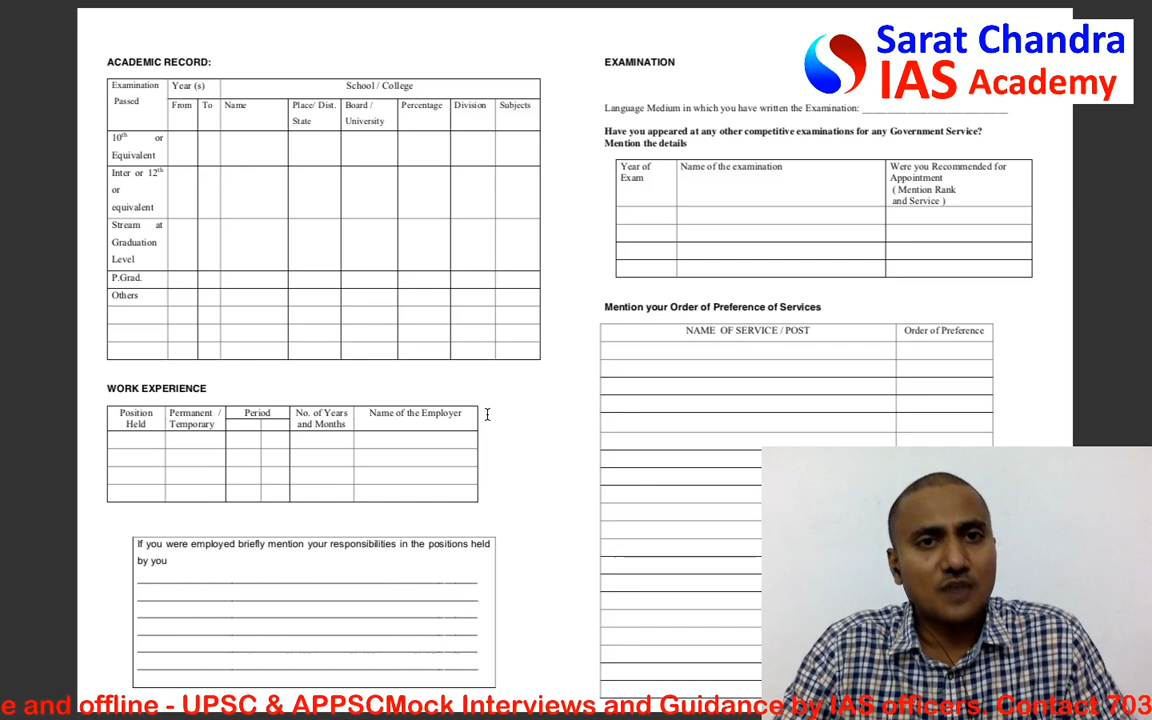 Sarat Chandra
IAS Academy
ACADEMIC RECORD:
Examination Passed
Year (s)
School / College
From
To
Name
Place/ Dist. State
Board / University
Percentage
Division
Subjects
10th or Equivalent
Inter or 12th or equivalent
Stream at Graduation Level
P.Grad.
Others
WORK EXPERIENCE
Position Held
Permanent / Temporary
Period
No. of Years and Months
Name of the Employer
If you were employed briefly mention your responsibilities in the positions held
by you
EXAMINATION
Language Medium in which you have written the Examination:
Have you appeared at any other competitive examinations for any Government Service?
Mention the details
Year of Exam
Name of the examination
Were you Recommended for Appointment ( Mention Rank and Service )
Mention your Order of Preference of Services
NAME OF SERVICE / POST
Order of Preference
e and offline - UPSC & APPSCMock Interviews and Guidance by IAS officers. Contact 703